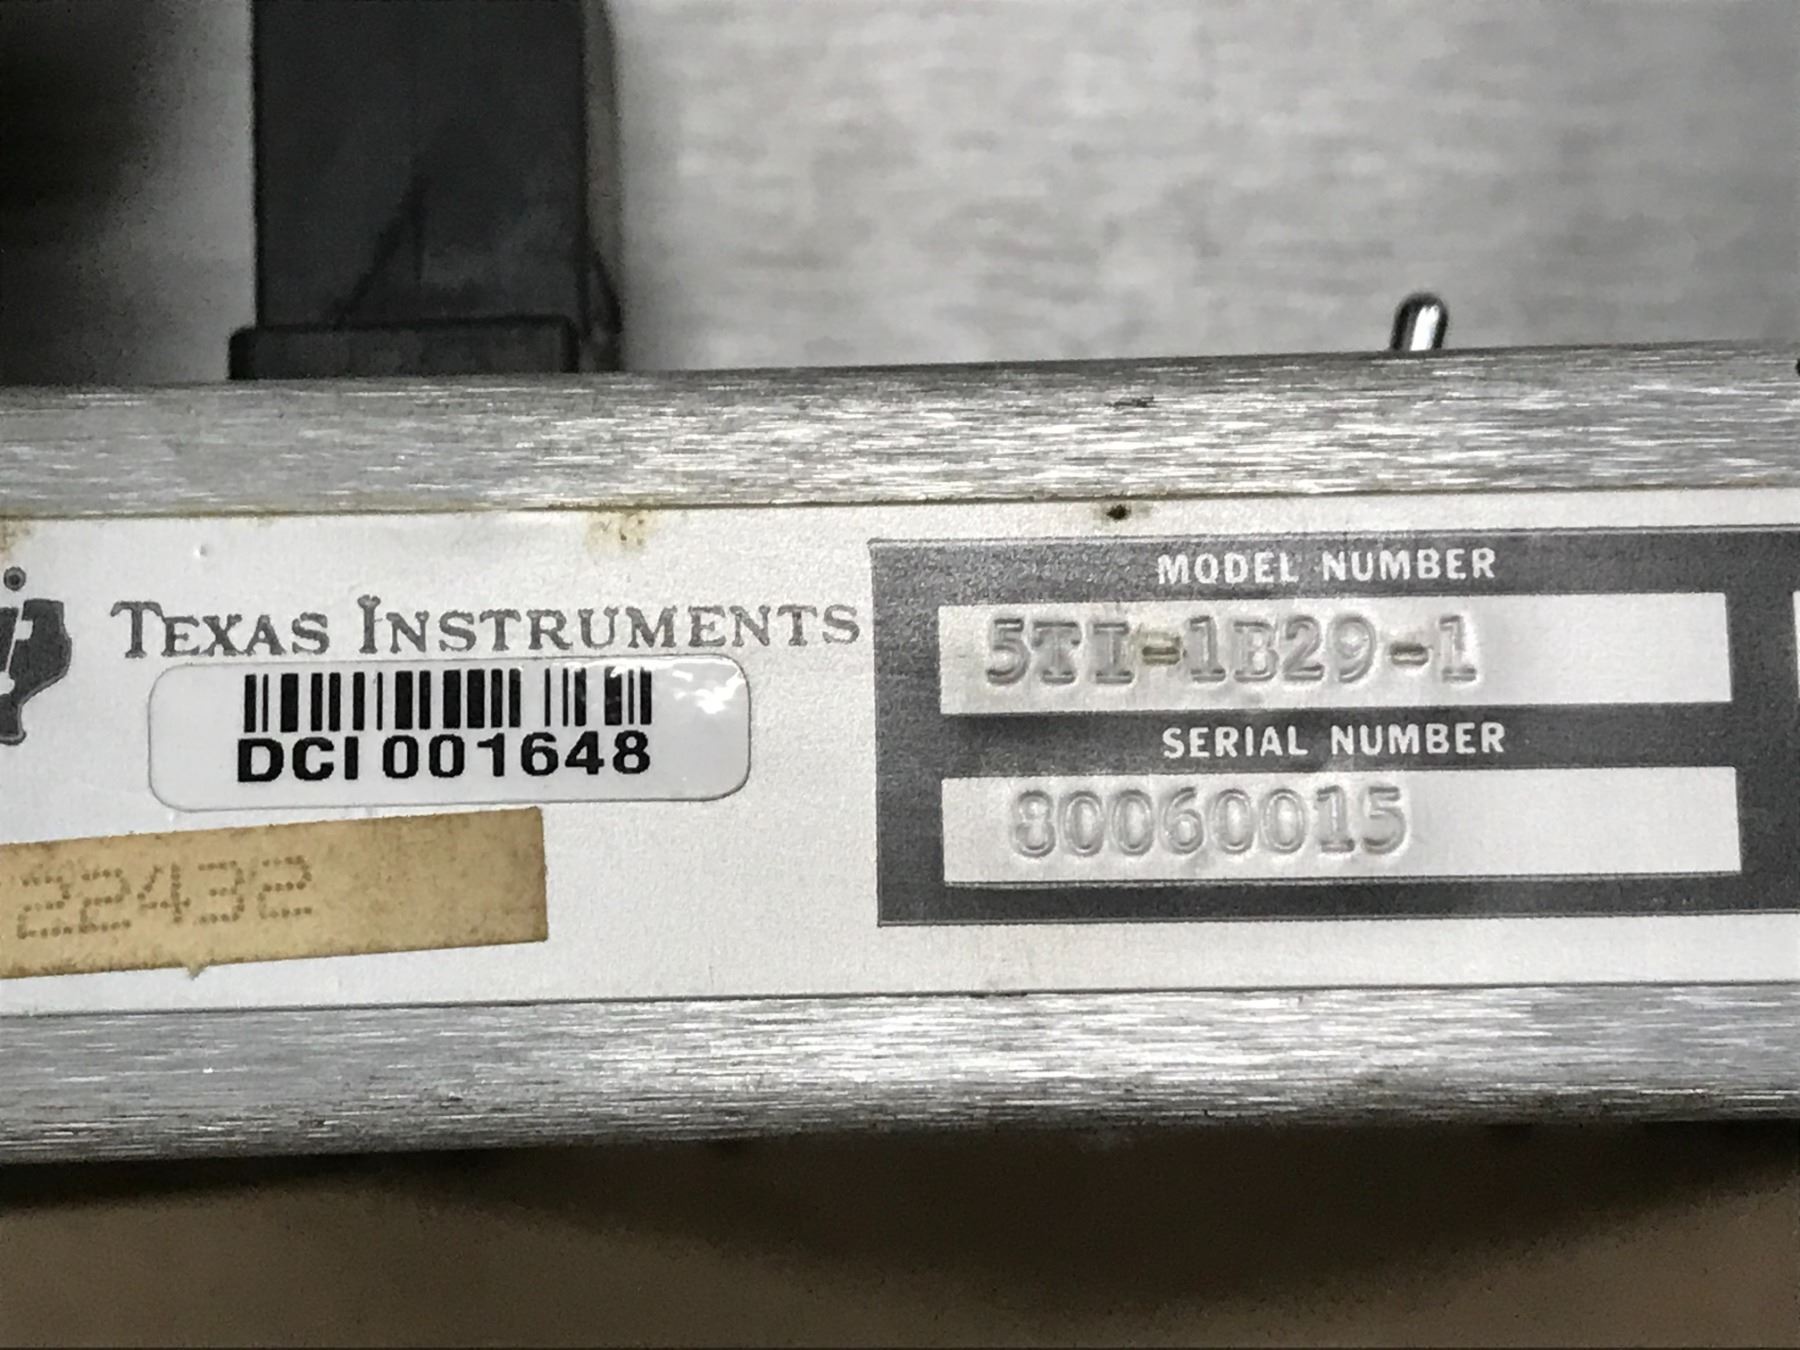 TEXAS INSTRUMENTS
DCI 001648
22432
MODEL NUMBER
5TI-1B29-1
SERIAL NUMBER
80060015